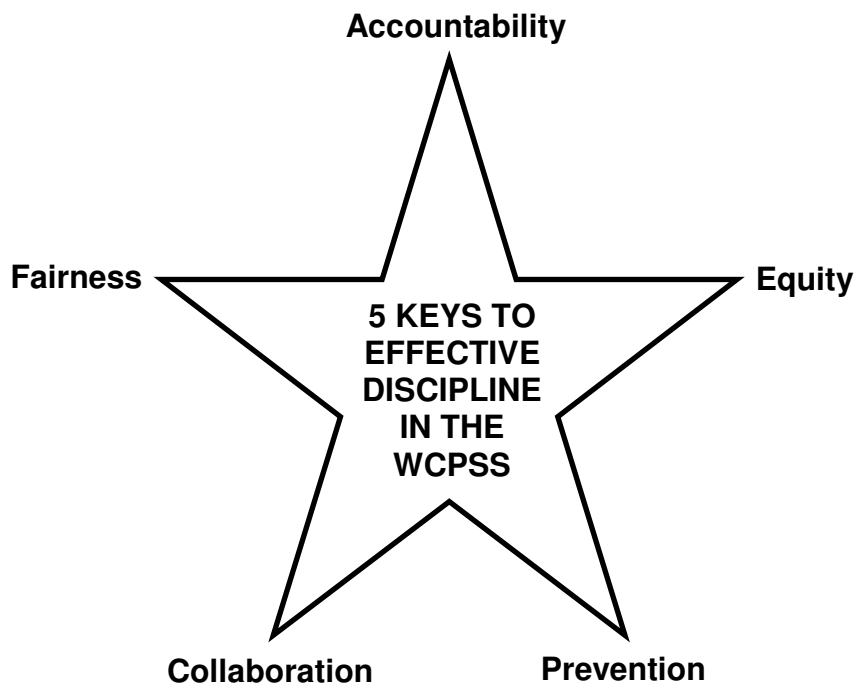 Accountability
Fairness
Equity
5 KEYS TO
EFFECTIVE
DISCIPLINE
IN THE
WCPSS
Collaboration
Prevention